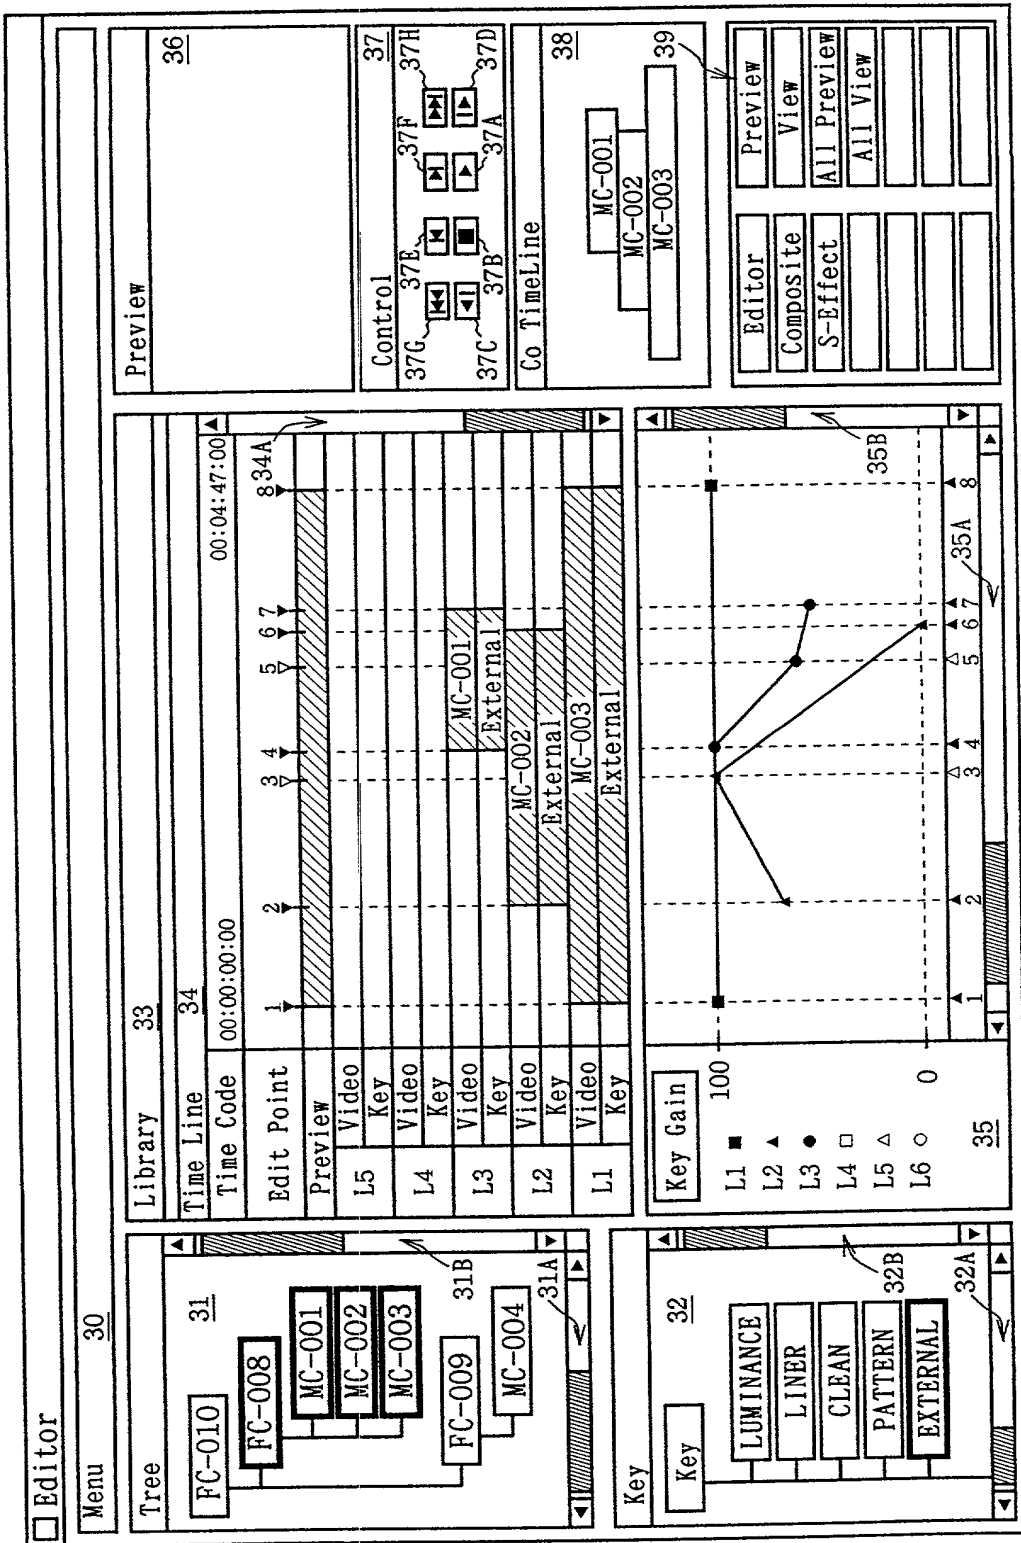 Editor
Menu 30
Tree
31
FC-010
FC-008
MC-001
MC-002
MC-003
FC-009
MC-004
31B
31A
Key
32
Key
LUMINANCE
LINER
CLEAN
PATTERN
EXTERNAL
32B
32A
Library 33
Time Line 34
Time Code 00:00:00:00 00:04:47:00
Edit Point 1 2 3 4 5 6 7 8
34A
Preview
L5 Video
Key
L4 Video
Key
L3 Video MC-001
Key External
L2 Video MC-002
Key External
L1 Video MC-003
Key External
Key Gain
100
0
L1
L2
L3
L4
L5
L6
35
1 2 3 4 5 6 7 8
35B
35A
Preview
36
Control 37
37G 37E 37F 37H
37C 37B 37A 37D
Co TimeLine 38
MC-001
MC-002
MC-003
39
Editor Preview
Composite View
S-Effect All Preview
All View